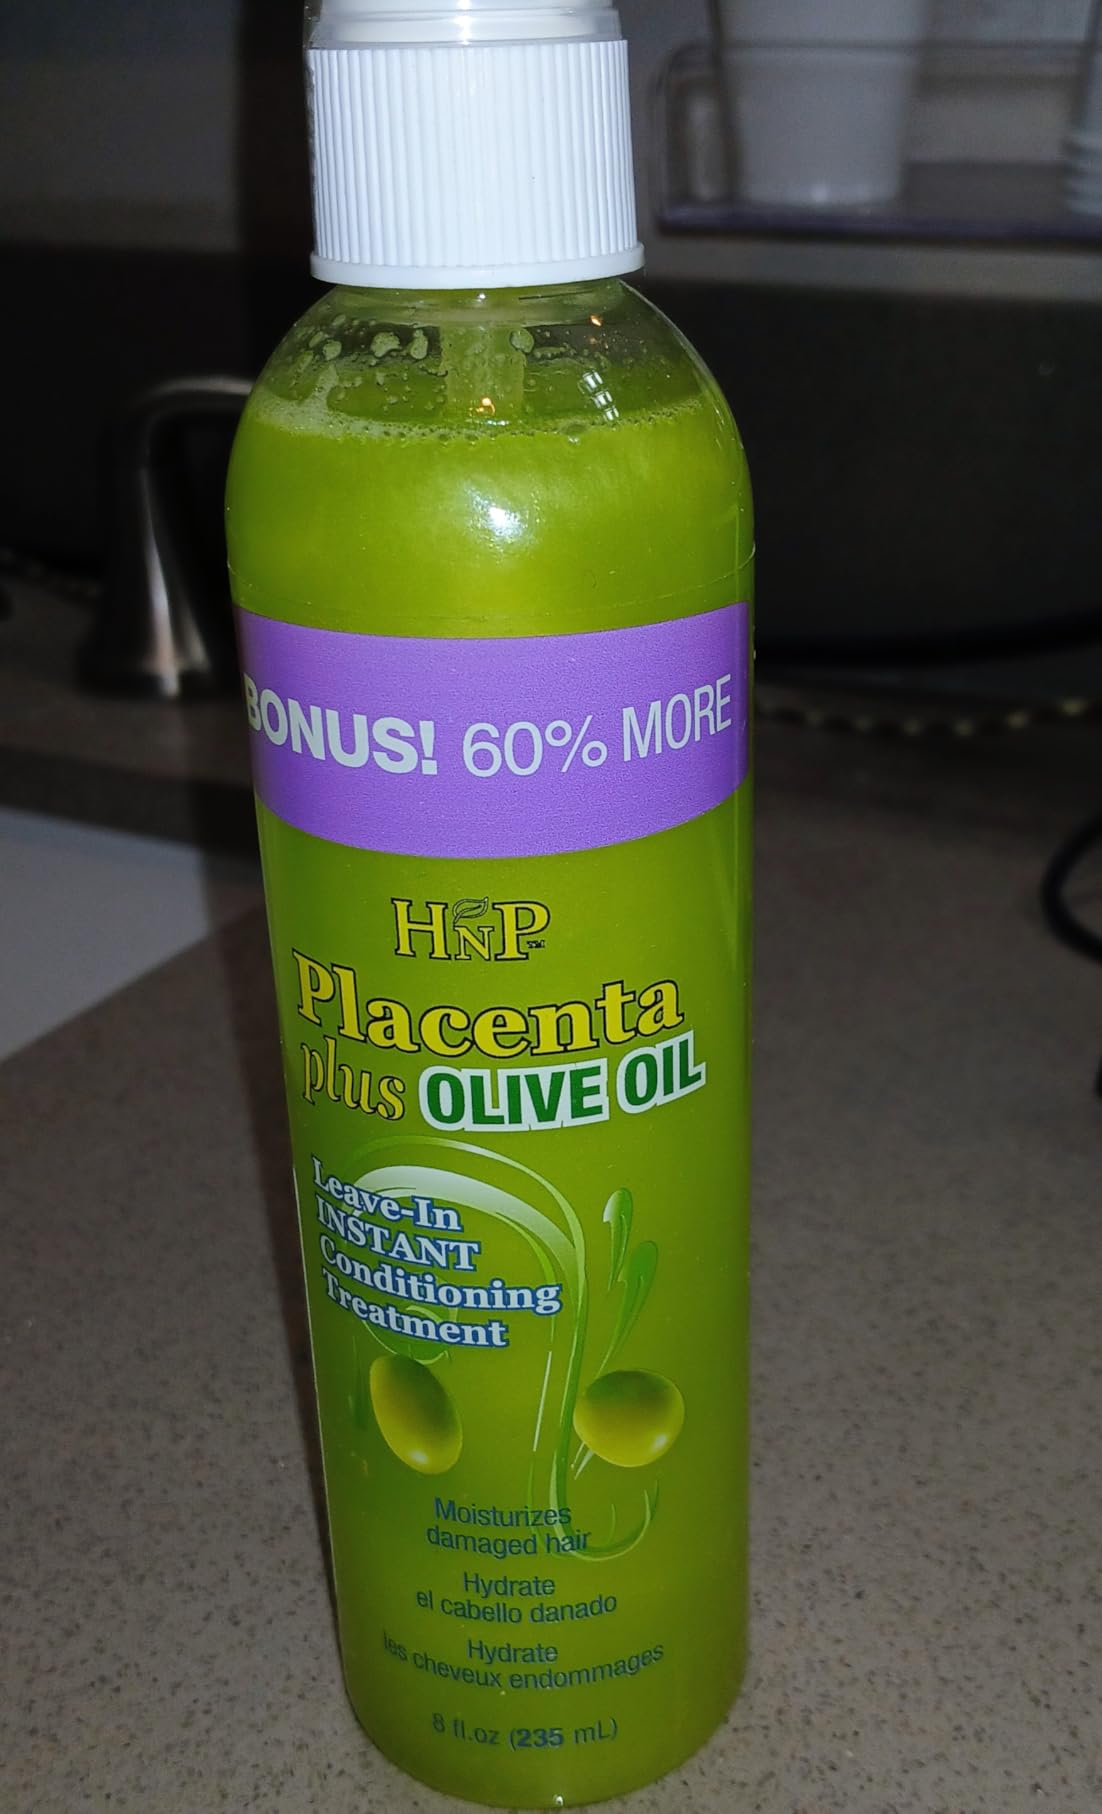 BONUS! 60% MORE
HNP™
Placenta
plus OLIVE OIL
Leave-In
INSTANT
Conditioning
Treatment
Moisturizes
damaged hair
Hydrate
el cabello danado
Hydrate
les cheveux endommages
8 fl.oz (235 mL)